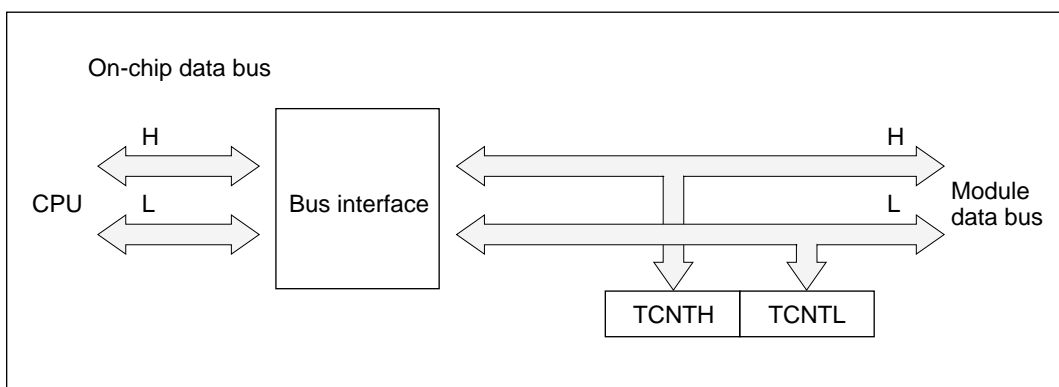 On-chip data bus
H
H
CPU
L
Bus interface
L
Module
data bus
TCNTH
TCNTL